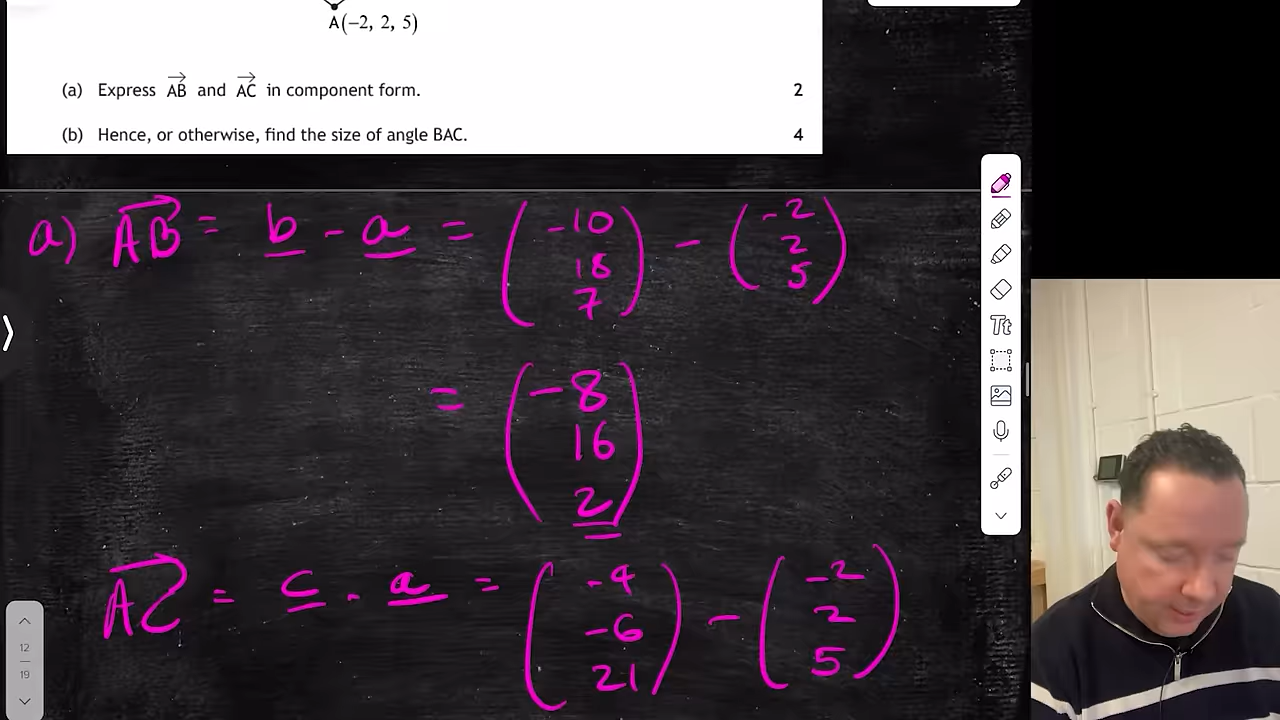 A(−2, 2, 5)
(a) Express AB and AC in component form. 2
(b) Hence, or otherwise, find the size of angle BAC. 4
a) AB = b - a = (-10 18 7) - (-2 2 5)
= (-8 16 2)
AC = c - a = (-4 -6 21) - (-2 2 5)
Tt
12
19